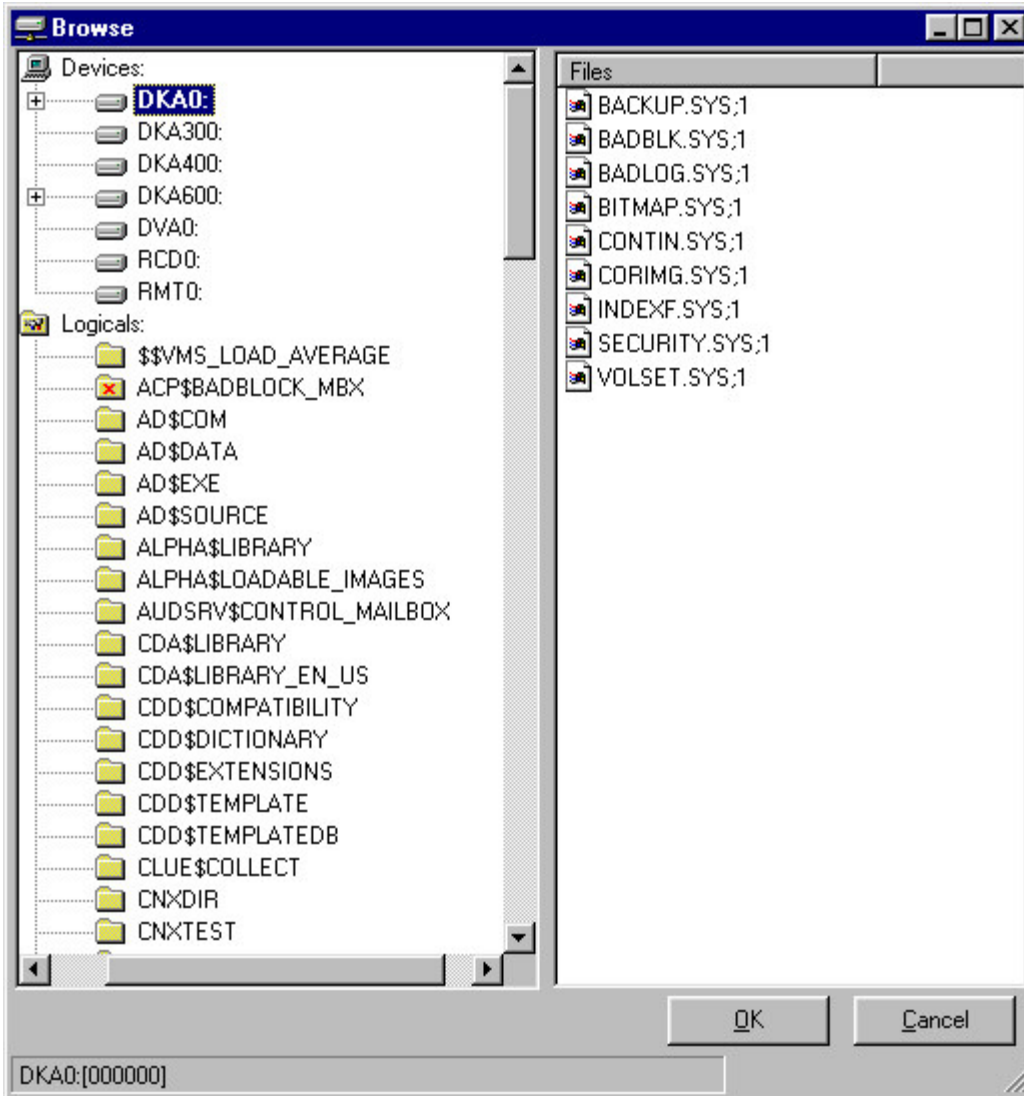 Browse
Devices:
DKA0:
DKA300:
DKA400:
DKA600:
DVA0:
RCD0:
RMT0:
Logicals:
$$VMS_LOAD_AVERAGE
ACP$BADBLOCK_MBX
AD$COM
AD$DATA
AD$EXE
AD$SOURCE
ALPHA$LIBRARY
ALPHA$LOADABLE_IMAGES
AUDSRV$CONTROL_MAILBOX
CDA$LIBRARY
CDA$LIBRARY_EN_US
CDD$COMPATIBILITY
CDD$DICTIONARY
CDD$EXTENSIONS
CDD$TEMPLATE
CDD$TEMPLATEDB
CLUE$COLLECT
CNXDIR
CNXTEST
Files
BACKUP.SYS;1
BADBLK.SYS;1
BADLOG.SYS;1
BITMAP.SYS;1
CONTIN.SYS;1
CORIMG.SYS;1
INDEXF.SYS;1
SECURITY.SYS;1
VOLSET.SYS;1
OK
Cancel
DKA0:[000000]